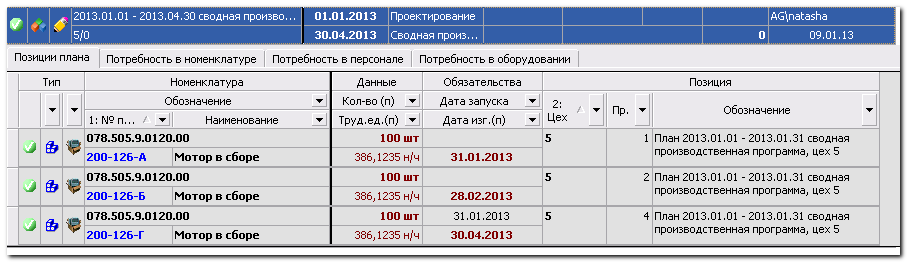 2013.01.01 - 2013.04.30 сводная произво... 01.01.2013 Проектирование AG\natasha
5/0 30.04.2013 Сводная произ... 0 09.01.13
Позиции плана Потребность в номенклатуре Потребность в персонале Потребность в оборудовании
Тип Номенклатура Данные Обязательства Позиция
Обозначение Кол-во (п) Дата запуска 2: Цех Пр. Обозначение
1: № п... Наименование Труд.ед.(п) Дата изг.(п)
078.505.9.0120.00 100 шт 5 1 План 2013.01.01 - 2013.01.31 сводная
200-126-А Мотор в сборе 386,1235 н/ч 31.01.2013 производственная программа, цех 5
078.505.9.0120.00 100 шт 5 2 План 2013.01.01 - 2013.01.31 сводная
200-126-Б Мотор в сборе 386,1235 н/ч 28.02.2013 производственная программа, цех 5
078.505.9.0120.00 100 шт 31.01.2013 5 4 План 2013.01.01 - 2013.01.31 сводная
200-126-Г Мотор в сборе 386,1235 н/ч 30.04.2013 производственная программа, цех 5